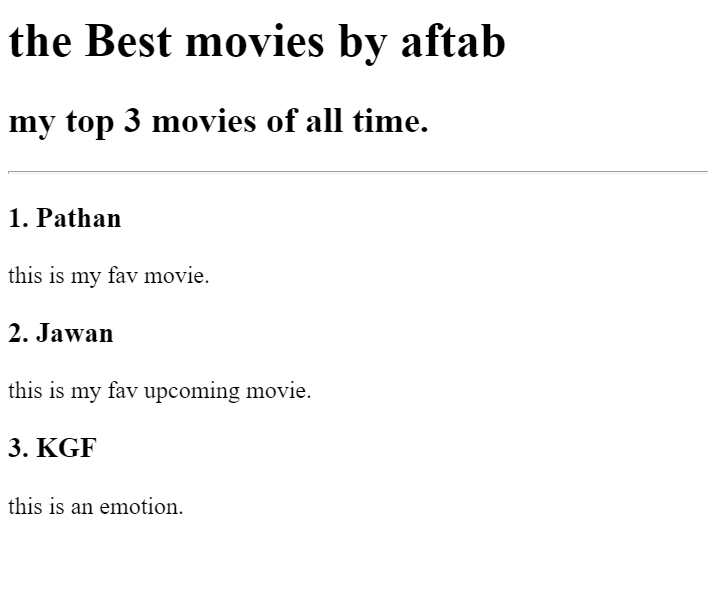 the Best movies by aftab
my top 3 movies of all time.
1. Pathan
this is my fav movie.
2. Jawan
this is my fav upcoming movie.
3. KGF
this is an emotion.